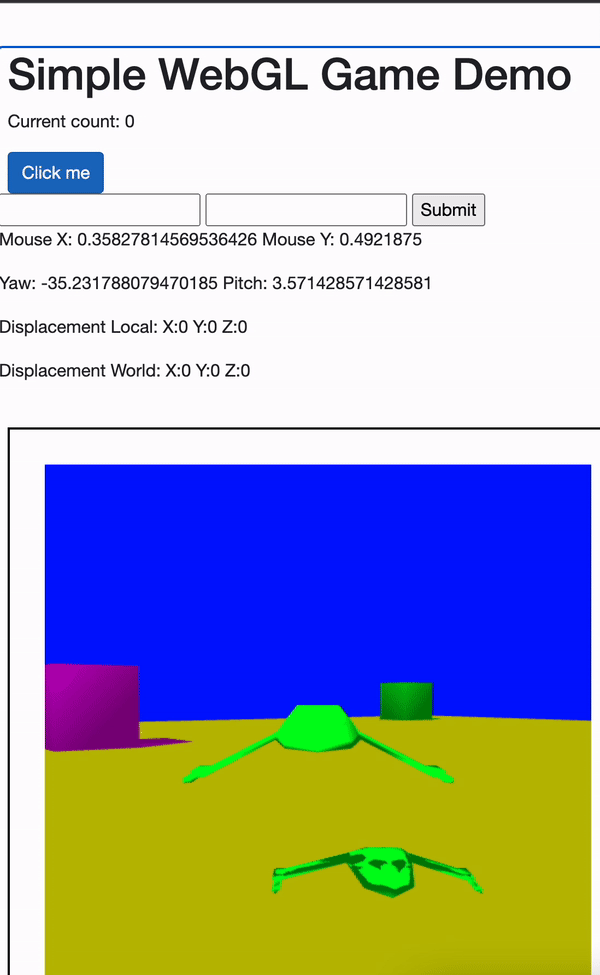 Simple WebGL Game Demo
Current count: 0
Click me
Submit
Mouse X: 0.35827814569536426 Mouse Y: 0.4921875
Yaw: -35.231788079470185 Pitch: 3.571428571428581
Displacement Local: X:0 Y:0 Z:0
Displacement World: X:0 Y:0 Z:0